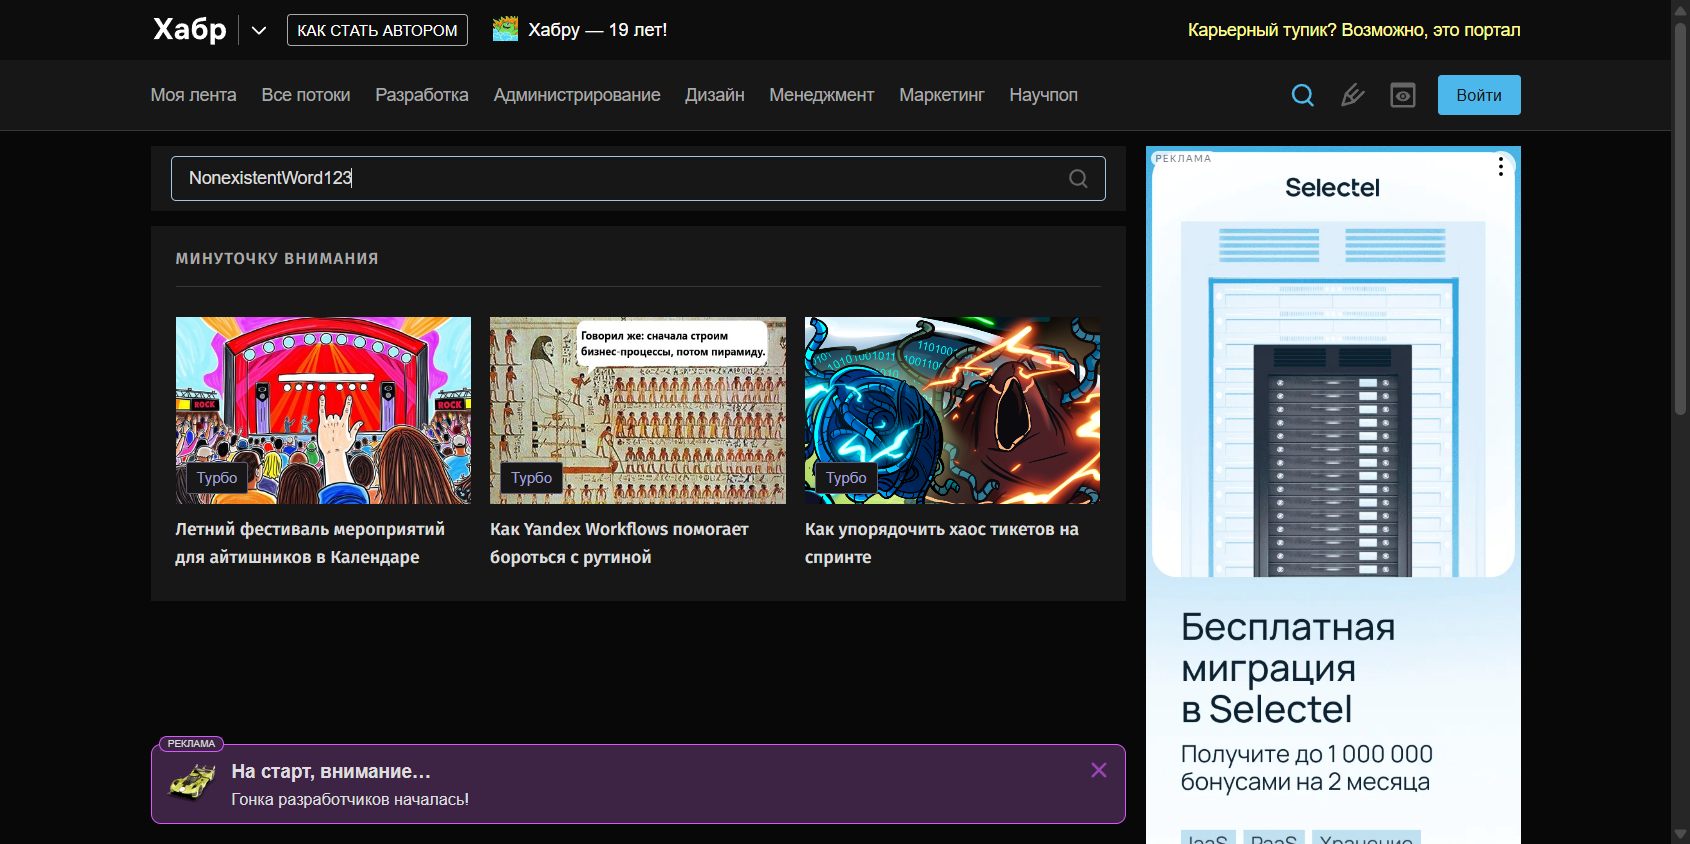 Хабр
КАК СТАТЬ АВТОРОМ
Хабру — 19 лет!
Карьерный тупик? Возможно, это портал
Моя лента
Все потоки
Разработка
Администрирование
Дизайн
Менеджмент
Маркетинг
Научпоп
Войти
NonexistentWord123
МИНУТОЧКУ ВНИМАНИЯ
ROCK
ROCK
Турбо
Летний фестиваль мероприятий
для айтишников в Календаре
Говорил же: сначала строим
бизнес-процессы, потом пирамиду.
Турбо
Как Yandex Workflows помогает
бороться с рутиной
Турбо
Как упорядочить хаос тикетов на
спринте
РЕКЛАМА
На старт, внимание…
Гонка разработчиков началась!
РЕКЛАМА
Selectel
Бесплатная
миграция
в Selectel
Получите до 1 000 000
бонусами на 2 месяца
IaaS
PaaS
Хранение